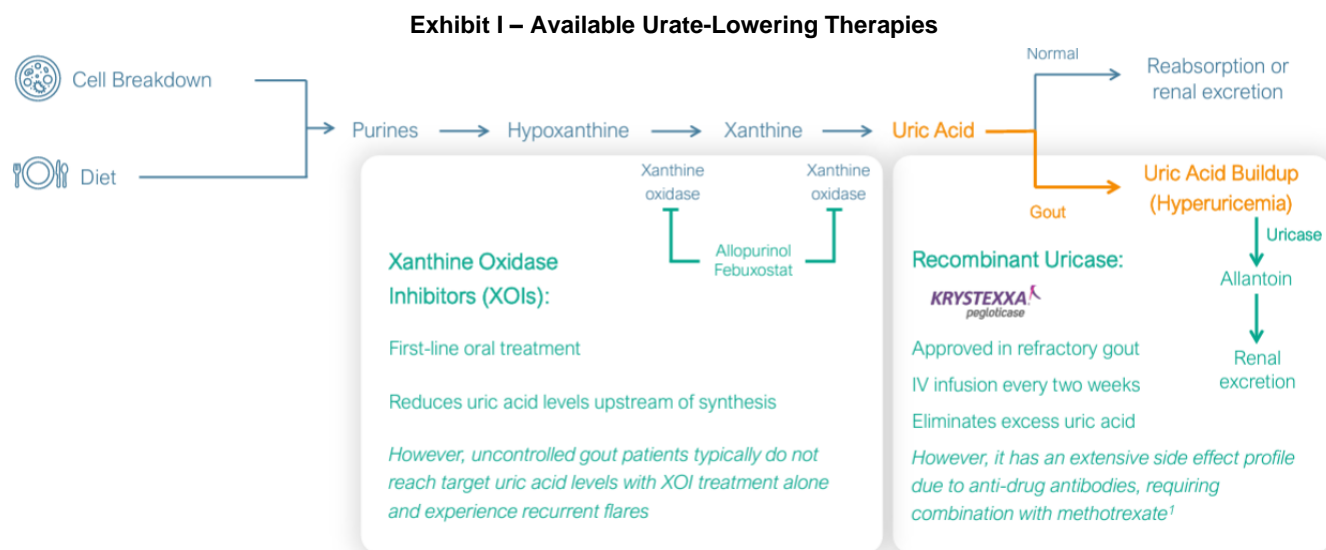 Exhibit I – Available Urate-Lowering Therapies
Cell Breakdown
Diet
Purines
Hypoxanthine
Xanthine
Uric Acid
Normal
Reabsorption or
renal excretion
Gout
Uric Acid Buildup
(Hyperuricemia)
Uricase
Allantoin
Renal
excretion
Xanthine
oxidase
Xanthine
oxidase
Allopurinol
Febuxostat
Xanthine Oxidase
Inhibitors (XOIs):
First-line oral treatment
Reduces uric acid levels upstream of synthesis
However, uncontrolled gout patients typically do not
reach target uric acid levels with XOI treatment alone
and experience recurrent flares
Recombinant Uricase:
KRYSTEXXA
pegloticase
Approved in refractory gout
IV infusion every two weeks
Eliminates excess uric acid
However, it has an extensive side effect profile
due to anti-drug antibodies, requiring
combination with methotrexate¹